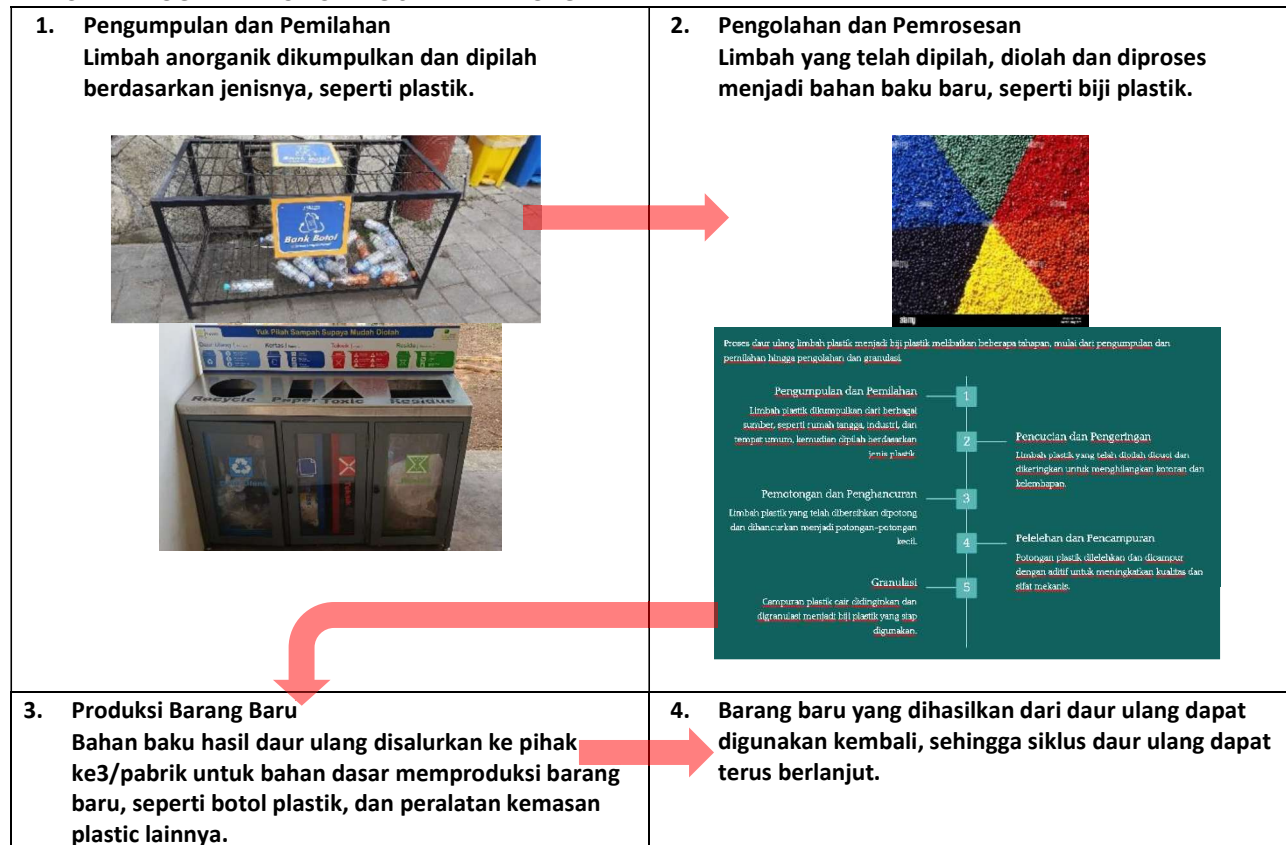 1. Pengumpulan dan Pemilahan
Limbah anorganik dikumpulkan dan dipilah
berdasarkan jenisnya, seperti plastik.
Bank Botol
Yuk Pilah Sampah Supaya Mudah Diolah
Daur Ulang
Kertas
Residu
Recycle Paper Toxic Residue
2. Pengolahan dan Pemrosesan
Limbah yang telah dipilah, diolah dan diproses
menjadi bahan baku baru, seperti biji plastik.
alamy
Proses daur ulang limbah plastik menjadi biji plastik melibatkan beberapa tahapan, mulai dari pengumpulan dan
pemilahan hingga pengolahan dan granulasi.
Pengumpulan dan Pemilahan
1
Limbah plastik dikumpulkan dari berbagai
sumber, seperti rumah tangga, industri, dan
tempat umum, kemudian dipilah berdasarkan
jenis plastik.
2
Pencucian dan Pengeringan
Limbah plastik yang telah dipilah dicuci dan
dikeringkan untuk menghilangkan kotoran dan
kelembapan.
Pemotongan dan Penghancuran
3
Limbah plastik yang telah dibersihkan dipotong
dan dihancurkan menjadi potongan-potongan
kecil.
4
Pelelehan dan Pencampuran
Potongan plastik dilelehkan dan dicampur
dengan aditif untuk meningkatkan kualitas dan
sifat mekanis.
Granulasi
5
Campuran plastik cair didinginkan dan
digranulasi menjadi biji plastik yang siap
digunakan.
3. Produksi Barang Baru
Bahan baku hasil daur ulang disalurkan ke pihak
ke3/pabrik untuk bahan dasar memproduksi barang
baru, seperti botol plastik, dan peralatan kemasan
plastic lainnya.
4. Barang baru yang dihasilkan dari daur ulang dapat
digunakan kembali, sehingga siklus daur ulang dapat
terus berlanjut.